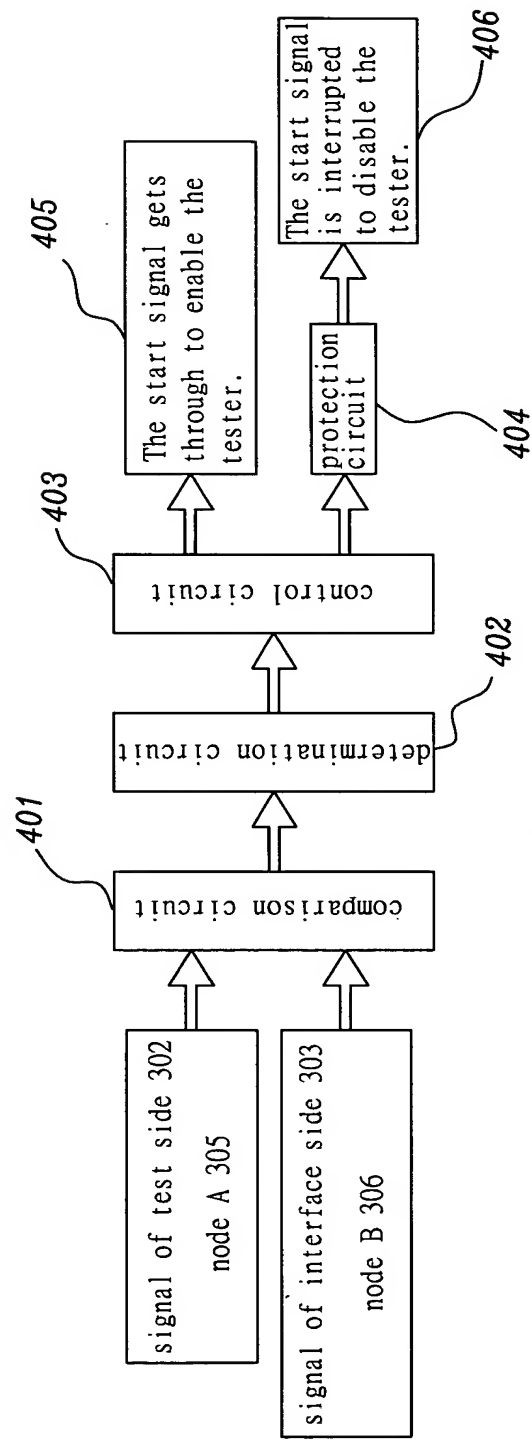 signal of test side 302
node A 305
signal of interface side 303
node B 306
401
comparison circuit
determination circuit
402
403
control circuit
405
The start signal gets
through to enable the
tester.
protection
circuit
404
The start signal
is interrupted
to disable the
tester.
406